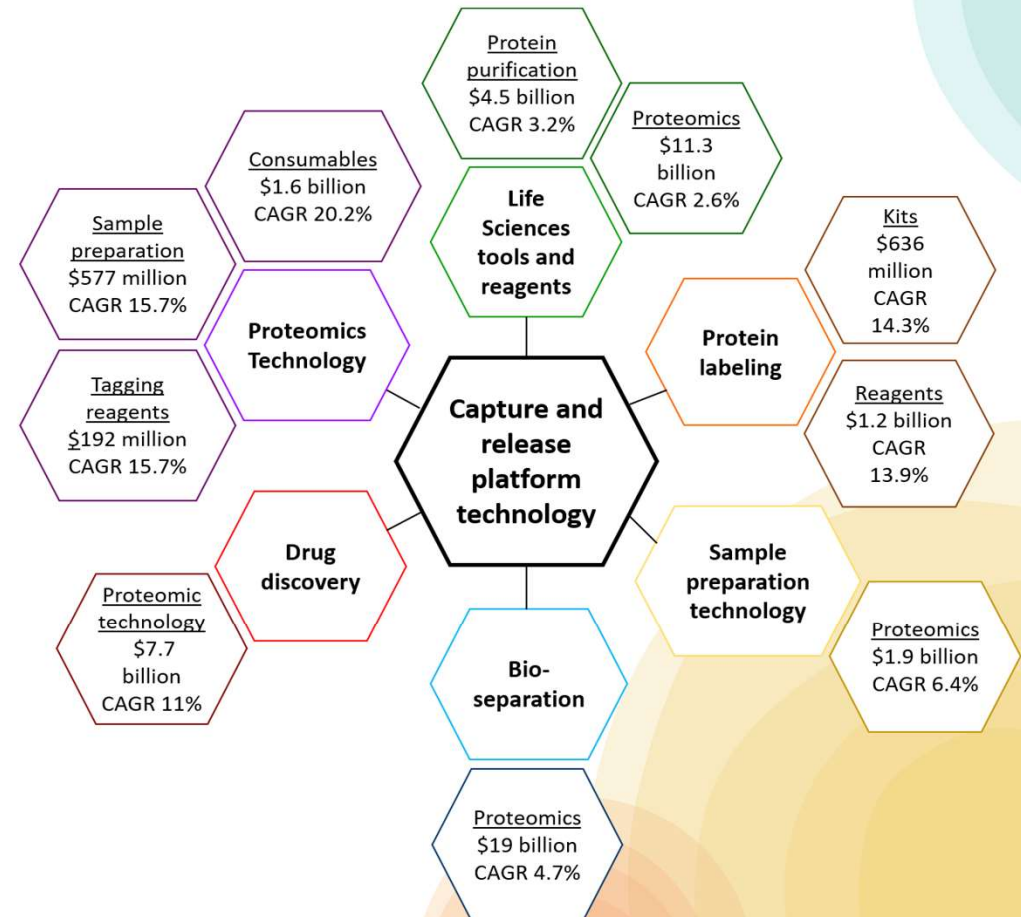 Protein
purification
$4.5 billion
CAGR 3.2%
Proteomics
$11.3
billion
CAGR 2.6%
Life
Sciences
tools and
reagents
Consumables
$1.6 billion
CAGR 20.2%
Sample
preparation
$577 million
CAGR 15.7%
Tagging
reagents
$192 million
CAGR 15.7%
Proteomics
Technology
Kits
$636
million
CAGR
14.3%
Reagents
$1.2 billion
CAGR
13.9%
Protein
labeling
Capture and
release
platform
technology
Drug
discovery
Proteomic
technology
$7.7
billion
CAGR 11%
Sample
preparation
technology
Proteomics
$1.9 billion
CAGR 6.4%
Bio-
separation
Proteomics
$19 billion
CAGR 4.7%